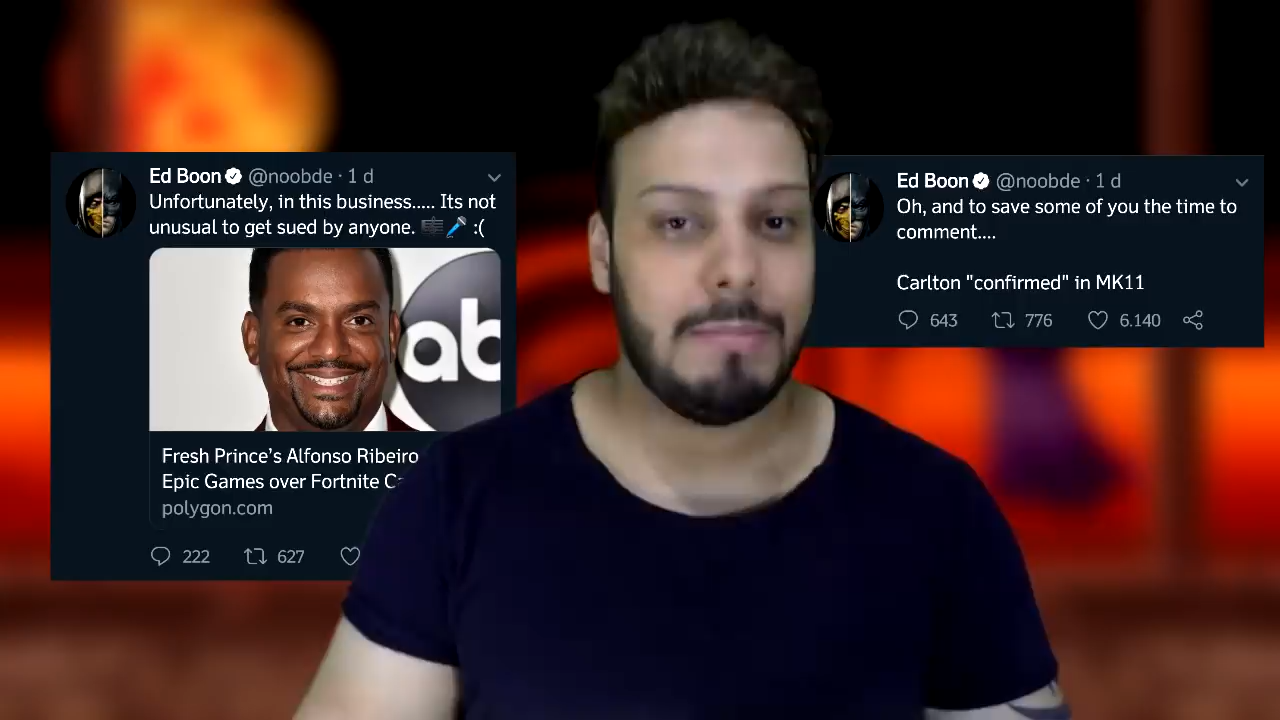 Ed Boon @noobde · 1 d
Unfortunately, in this business..... Its not
unusual to get sued by anyone. 🎼🎤 :(
abc
Fresh Prince's Alfonso Ribeiro
Epic Games over Fortnite
polygon.com
222 627
Ed Boon @noobde · 1 d
Oh, and to save some of you the time to
comment....
Carlton "confirmed" in MK11
643 776 6.140